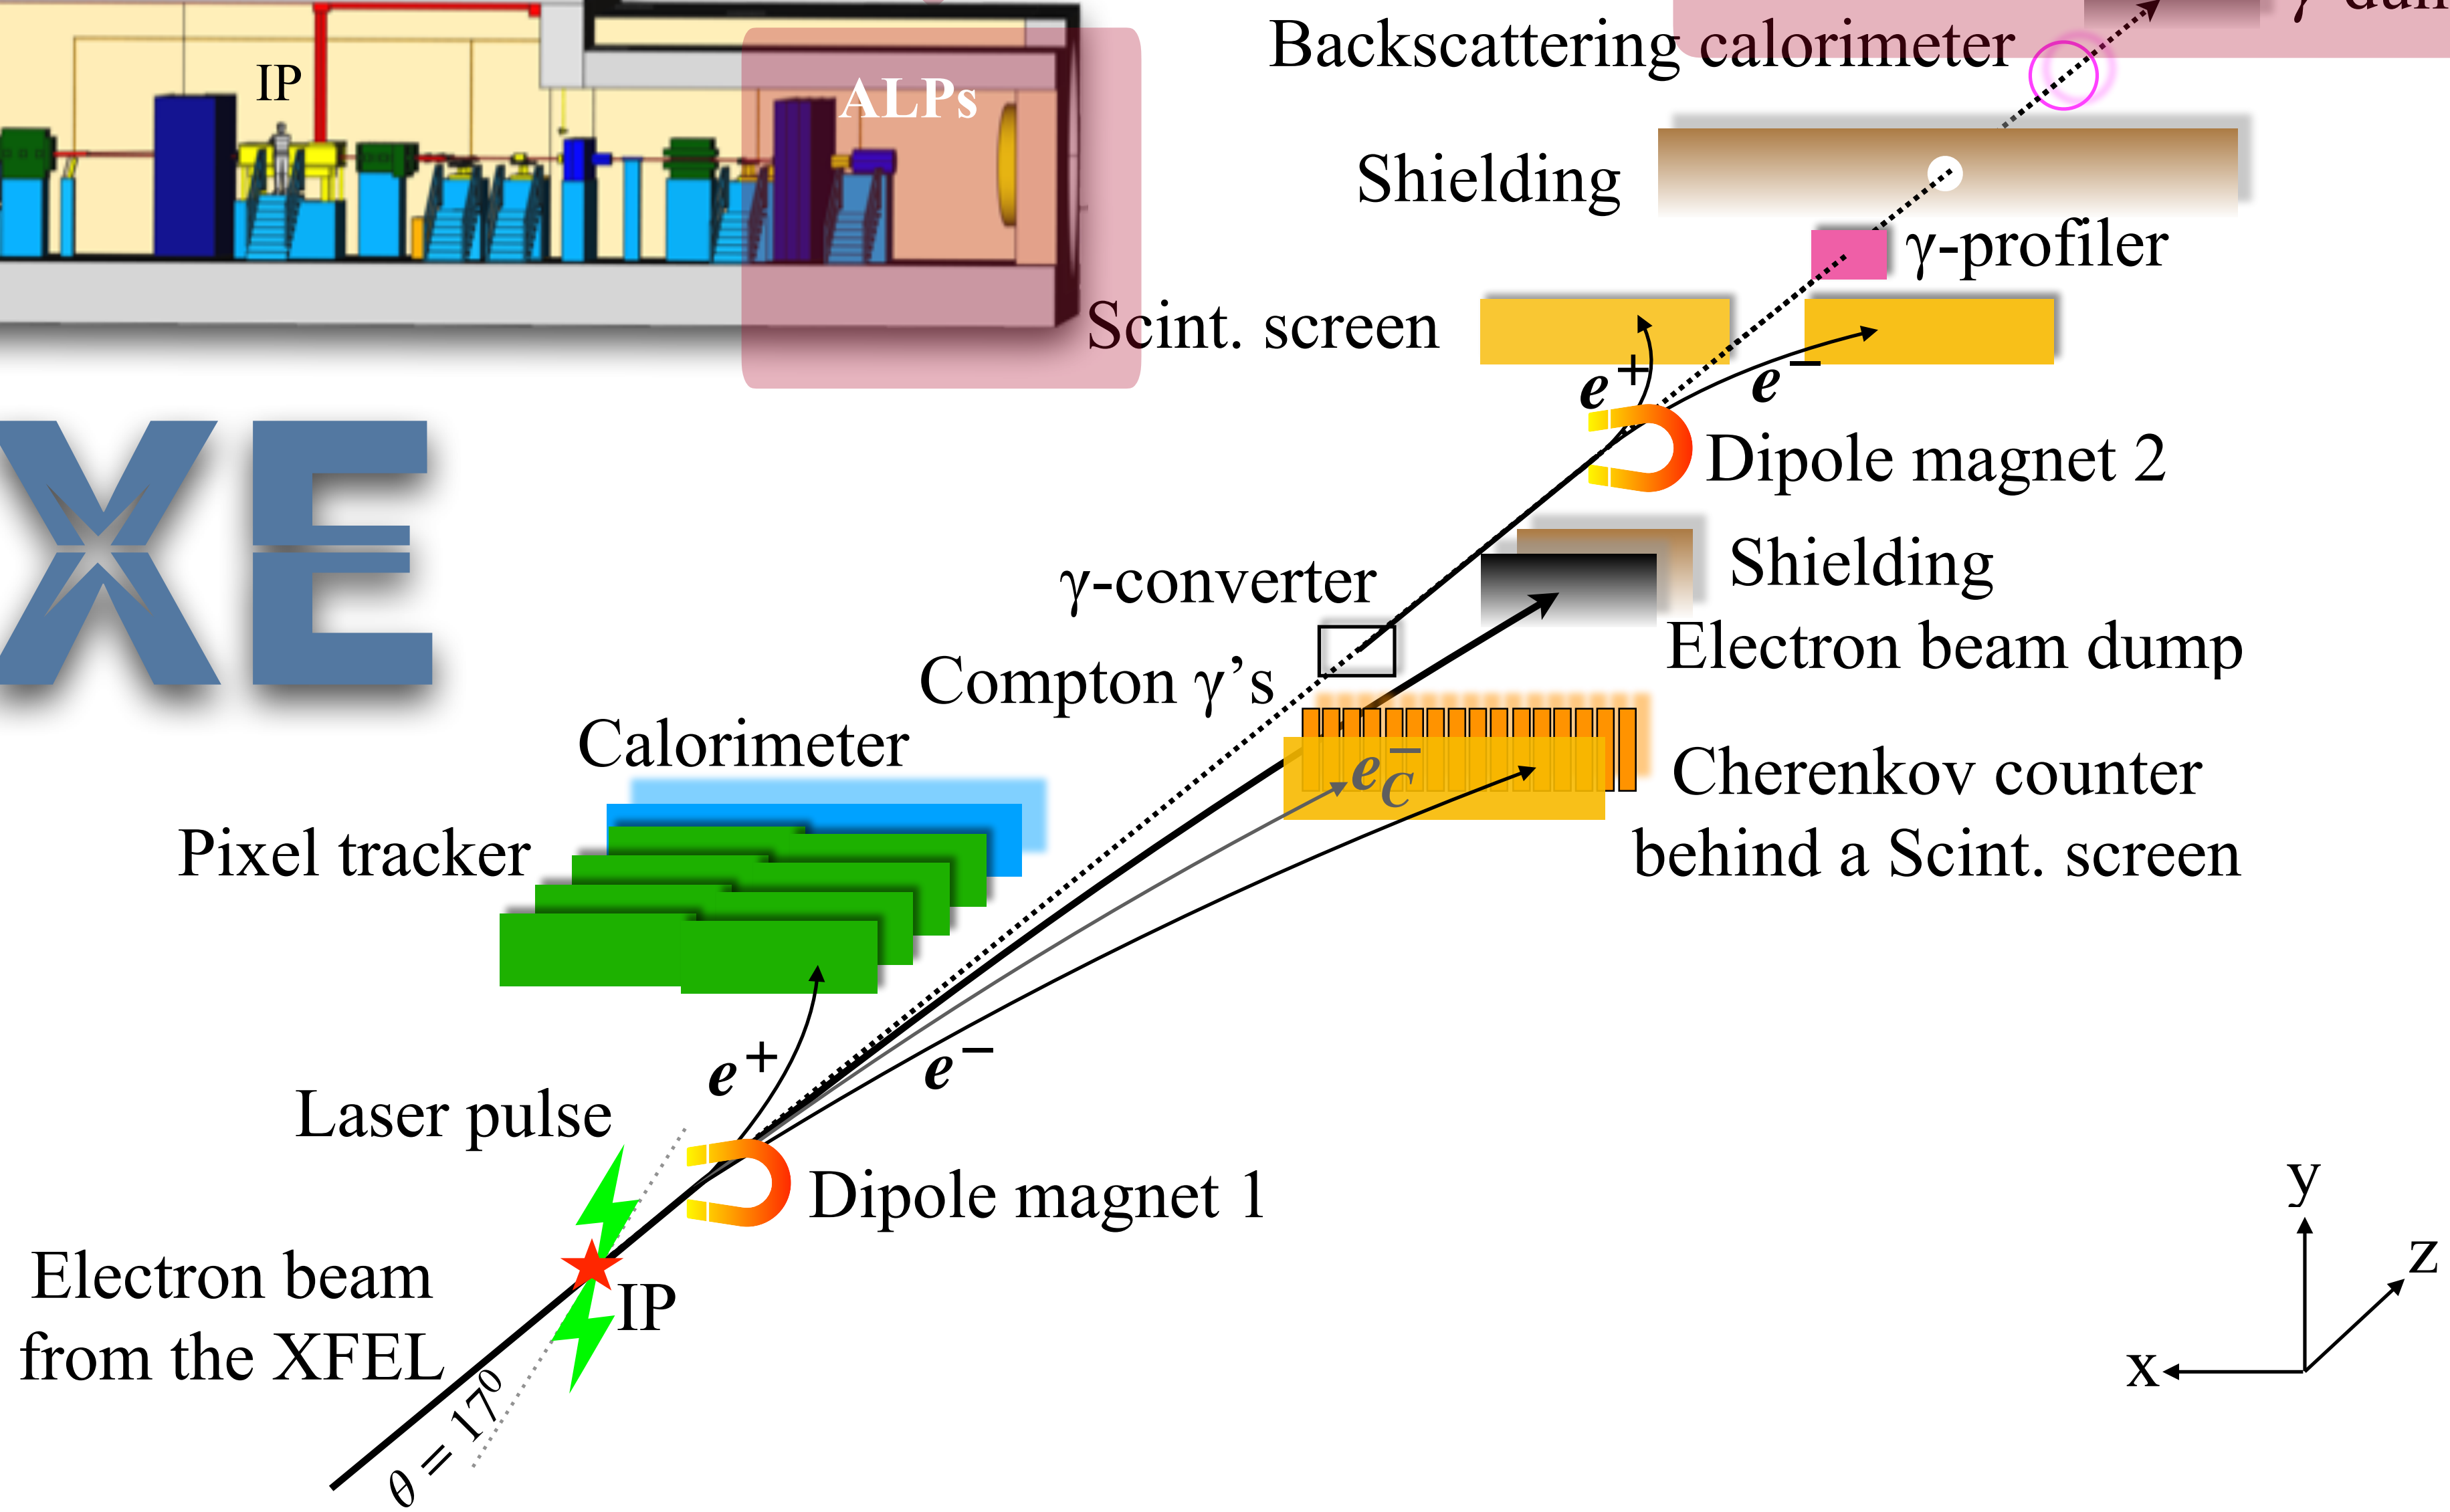 Backscattering calorimeter
IP
ALPs
Shielding
γ-profiler
Scint. screen
e⁺
e⁻
XE
Dipole magnet 2
γ-converter
Shielding
Compton γ’s
Electron beam dump
Calorimeter
e⁻C
Cherenkov counter
behind a Scint. screen
Pixel tracker
e⁺
e⁻
Laser pulse
Dipole magnet 1
Electron beam
from the XFEL
IP
θ = 17⁰
y
z
x